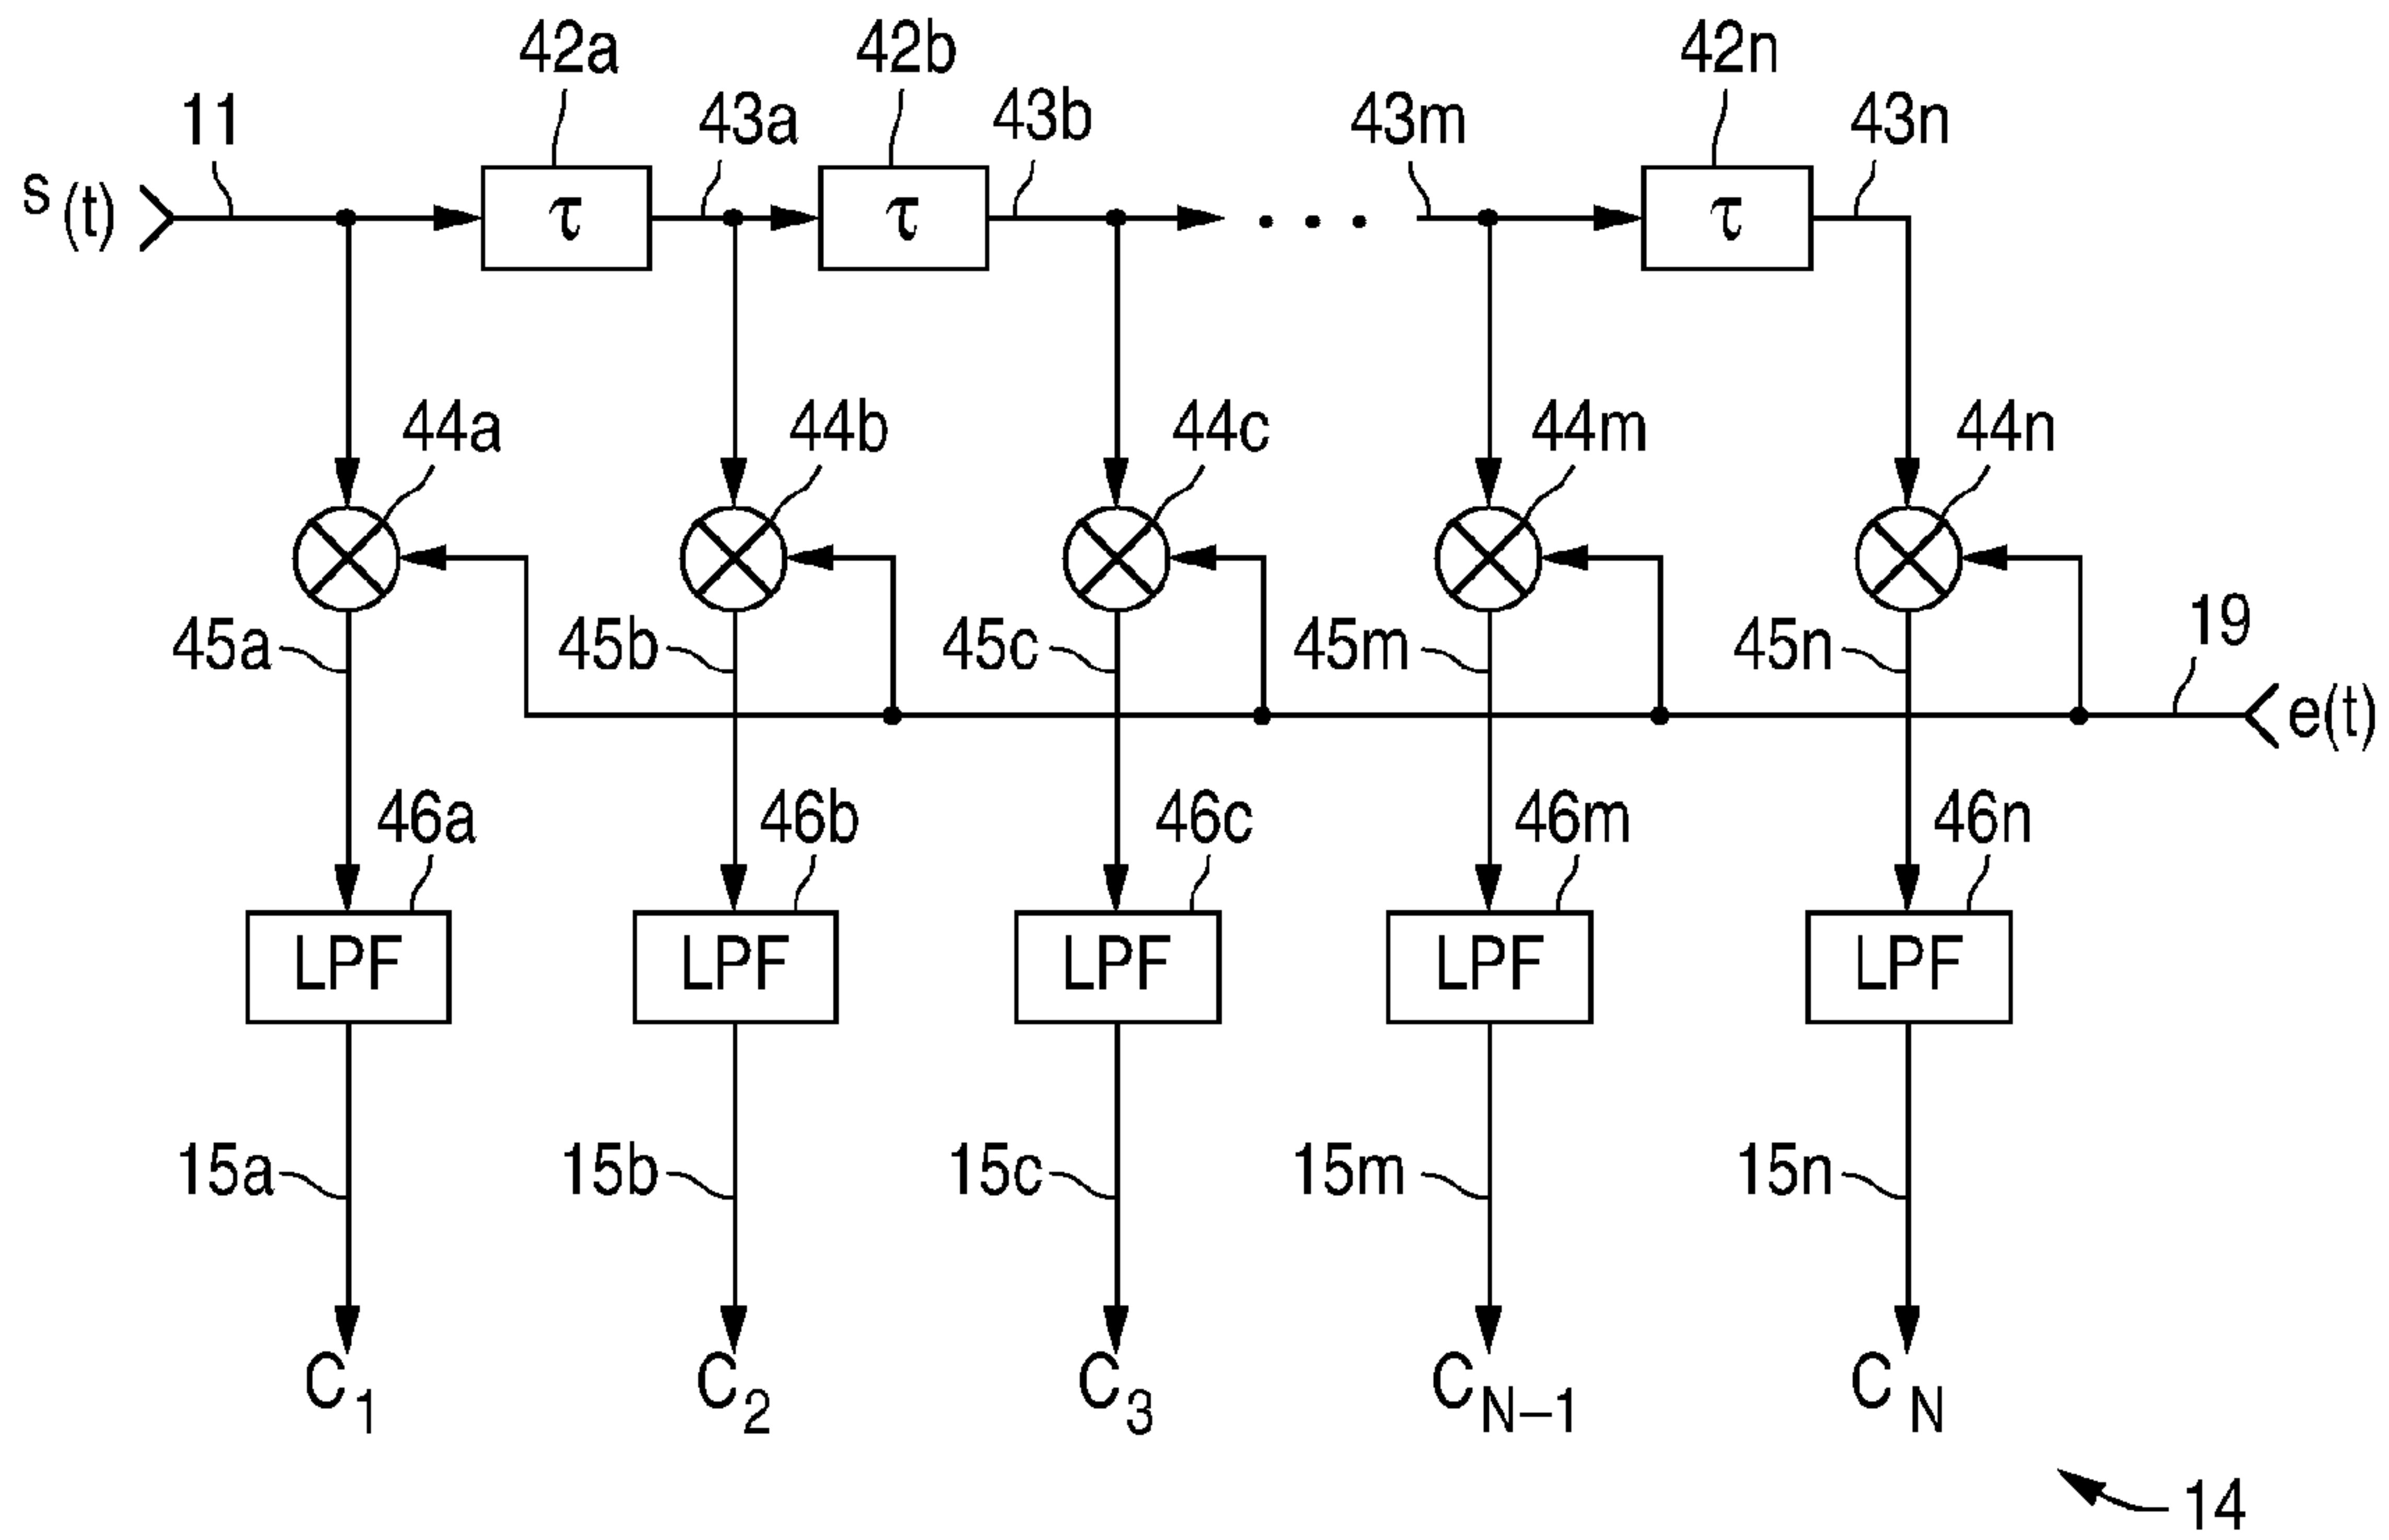 42a 42b 42n
11 43a 43b 43m 43n
s (t) τ τ • • • τ
44a 44b 44c 44m 44n
45a 45b 45c 45m 45n 19
e(t)
46a 46b 46c 46m 46n
LPF LPF LPF LPF LPF
15a 15b 15c 15m 15n
C1 C2 C3 CN–1 CN
14